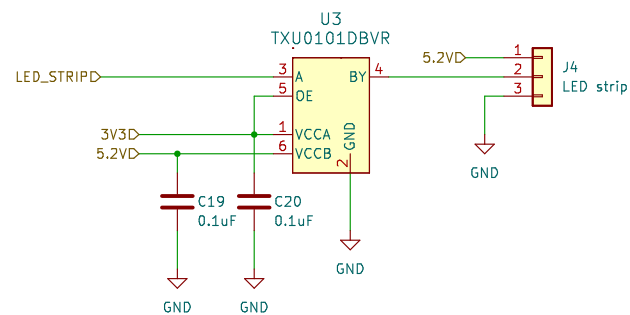 U3
TXU0101DBVR
LED_STRIP
3
A
BY
4
5
OE
3V3
1
VCCA
5.2V
6
VCCB
GND
2
C19
0.1uF
C20
0.1uF
GND
GND
GND
5.2V
1
2
3
J4
LED strip
GND